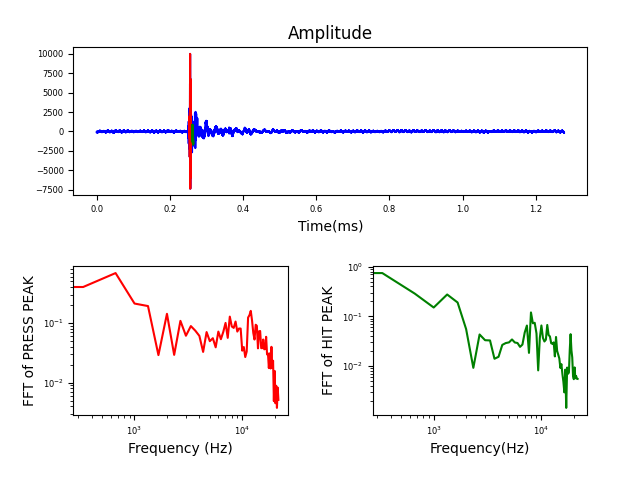 Amplitude
10000
7500
5000
2500
0
−2500
−5000
−7500
0.0 0.2 0.4 0.6 0.8 1.0 1.2
Time(ms)
FFT of PRESS PEAK
10⁻¹
10⁻²
10³ 10⁴
Frequency (Hz)
FFT of HIT PEAK
10⁰
10⁻¹
10⁻²
10³ 10⁴
Frequency(Hz)